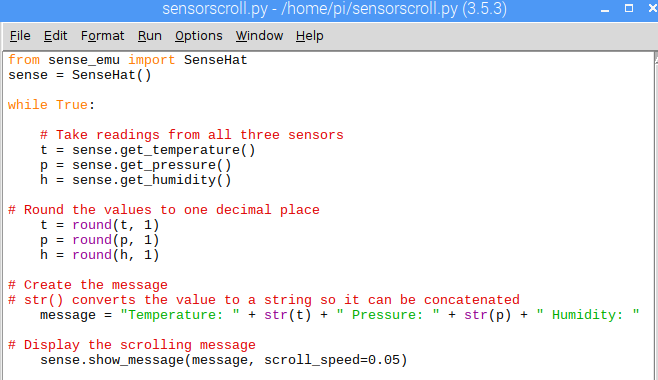 sensorscroll.py - /home/pi/sensorscroll.py (3.5.3)
File Edit Format Run Options Window Help
from sense_emu import SenseHat
sense = SenseHat()
while True:
    # Take readings from all three sensors
    t = sense.get_temperature()
    p = sense.get_pressure()
    h = sense.get_humidity()
# Round the values to one decimal place
    t = round(t, 1)
    p = round(p, 1)
    h = round(h, 1)
# Create the message
# str() converts the value to a string so it can be concatenated
    message = "Temperature: " + str(t) + " Pressure: " + str(p) + " Humidity: "
# Display the scrolling message
    sense.show_message(message, scroll_speed=0.05)